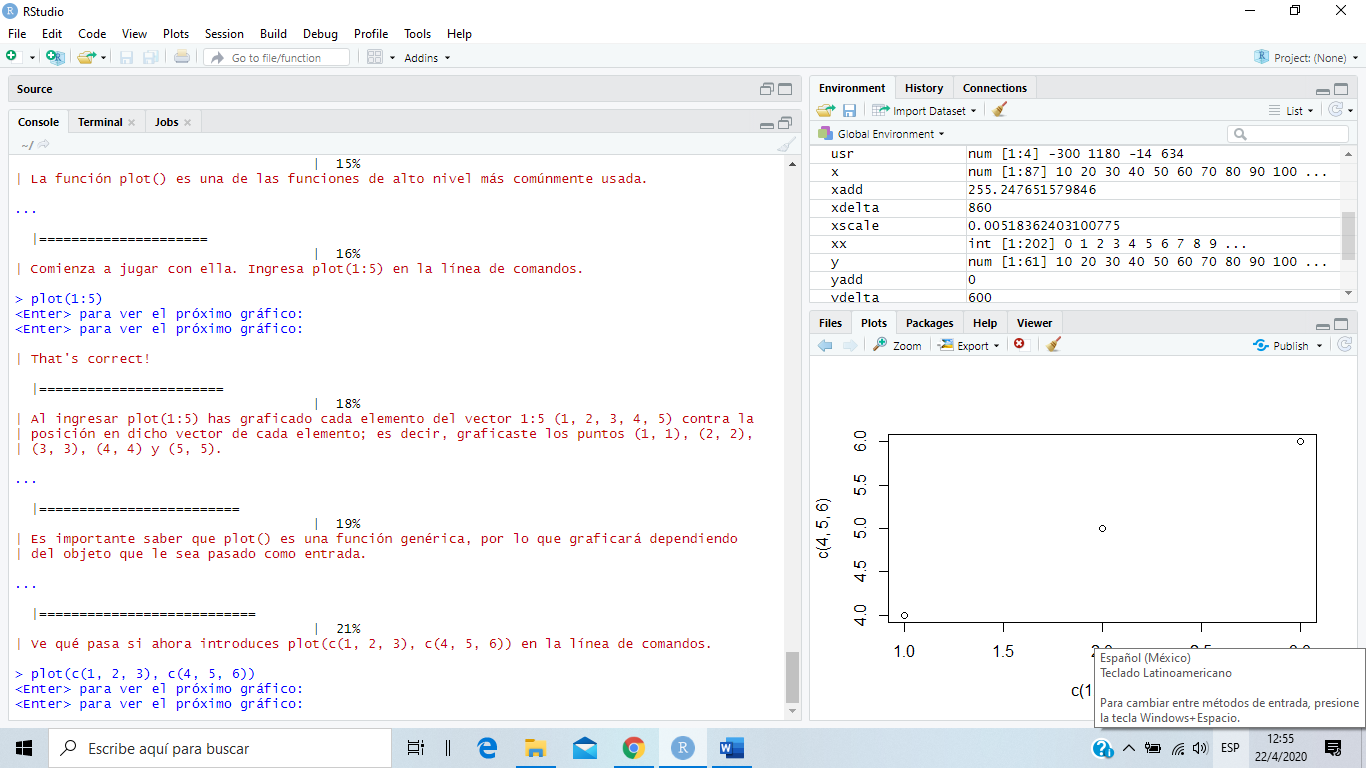 RStudio
File Edit Code View Plots Session Build Debug Profile Tools Help
Go to file/function Addins Project: (None)
Source
Console Terminal Jobs
~/
| 15%
| La función plot() es una de las funciones de alto nivel más comúnmente usada.
...
|=====================
| 16%
| Comienza a jugar con ella. Ingresa plot(1:5) en la línea de comandos.
> plot(1:5)
<Enter> para ver el próximo gráfico:
<Enter> para ver el próximo gráfico:
| That's correct!
|=======================
| 18%
| Al ingresar plot(1:5) has graficado cada elemento del vector 1:5 (1, 2, 3, 4, 5) contra la
| posición en dicho vector de cada elemento; es decir, graficaste los puntos (1, 1), (2, 2),
| (3, 3), (4, 4) y (5, 5).
...
|=========================
| 19%
| Es importante saber que plot() es una función genérica, por lo que graficará dependiendo
| del objeto que le sea pasado como entrada.
...
|===========================
| 21%
| Ve qué pasa si ahora introduces plot(c(1, 2, 3), c(4, 5, 6)) en la línea de comandos.
> plot(c(1, 2, 3), c(4, 5, 6))
<Enter> para ver el próximo gráfico:
<Enter> para ver el próximo gráfico:
Environment History Connections
Import Dataset List
Global Environment
usr num [1:4] -300 1180 -14 634
x num [1:87] 10 20 30 40 50 60 70 80 90 100 ...
xadd 255.247651579846
xdelta 860
xscale 0.00518362403100775
xx int [1:202] 0 1 2 3 4 5 6 7 8 9 ...
y num [1:61] 10 20 30 40 50 60 70 80 90 100 ...
yadd 0
ydelta 600
Files Plots Packages Help Viewer
Zoom Export Publish
c(4, 5, 6)
6.0
5.5
5.0
4.5
4.0
1.0 1.5
c(1
Español (México)
Teclado Latinoamericano
Para cambiar entre métodos de entrada, presione
la tecla Windows+Espacio.
Escribe aquí para buscar
ESP
12:55
22/4/2020